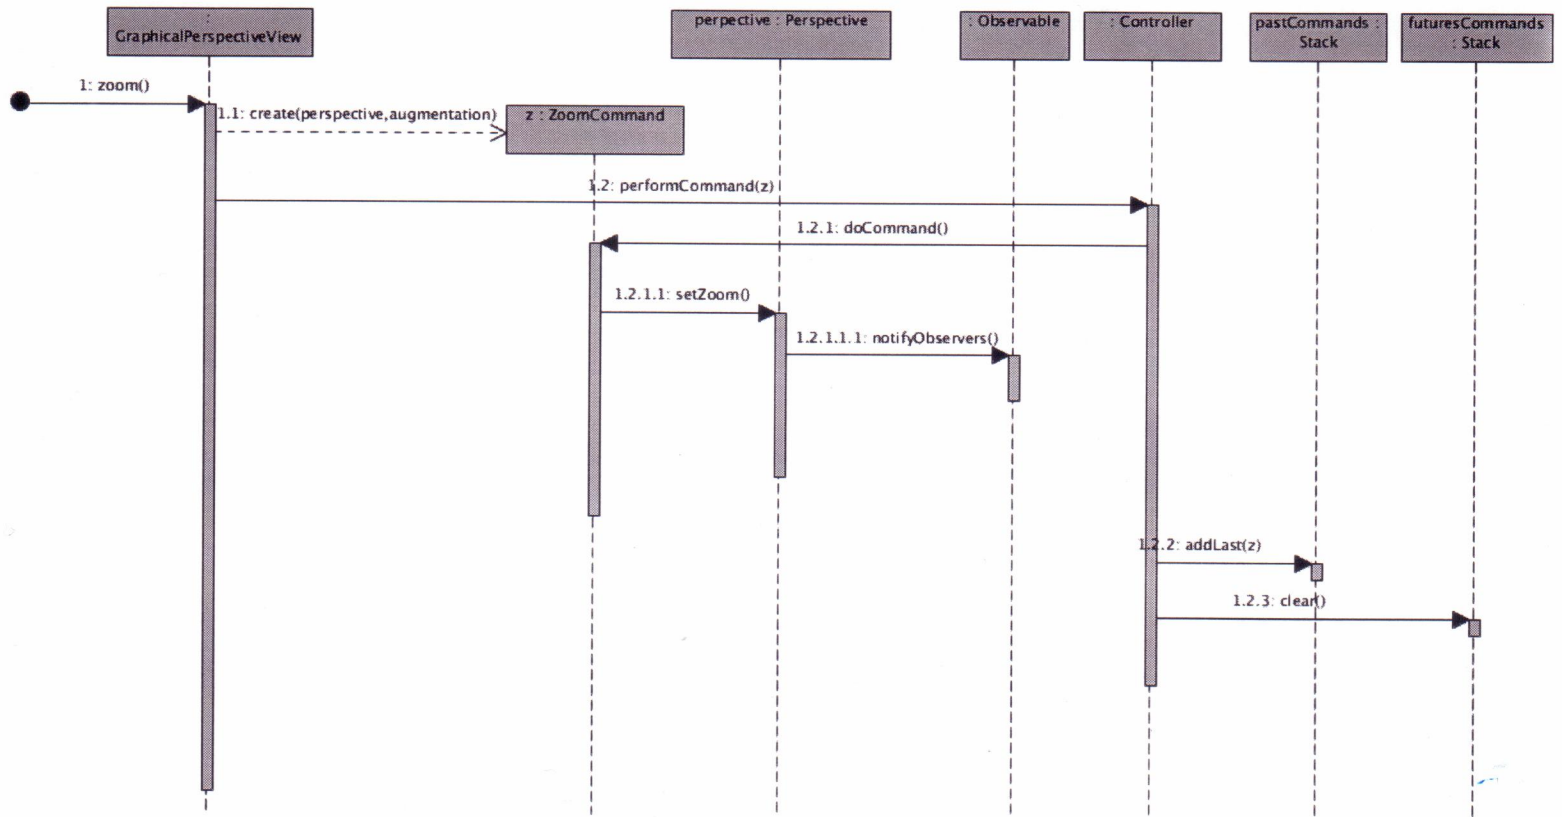 :
GraphicalPerspectiveView
perpective : Perspective
: Observable
: Controller
pastCommands :
Stack
futuresCommands
: Stack
1: zoom()
1.1: create(perspective,augmentation)
z : ZoomCommand
1.2: performCommand(z)
1.2.1: doCommand()
1.2.1.1: setZoom()
1.2.1.1.1: notifyObservers()
1.2.2: addLast(z)
1.2.3: clear()